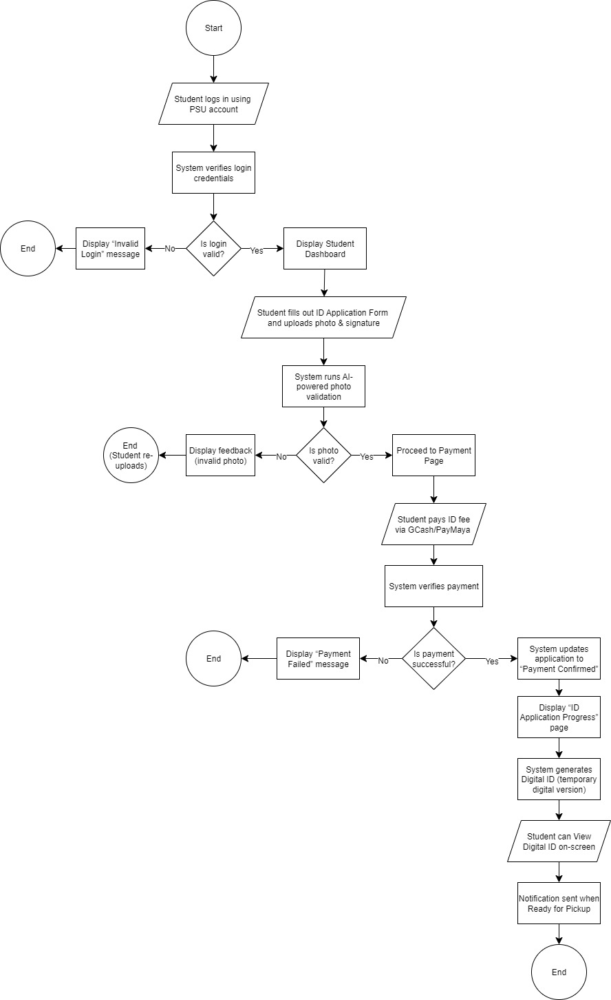 Start
Student logs in using
PSU account
System verifies login
credentials
End
Display “Invalid
Login” message
No
Is login
valid?
Yes
Display Student
Dashboard
Student fills out ID Application Form
and uploads photo & signature
System runs AI-
powered photo
validation
End
(Student re-
uploads)
Display feedback
(invalid photo)
No
Is photo
valid?
Yes
Proceed to Payment
Page
Student pays ID fee
via GCash/PayMaya
System verifies payment
End
Display “Payment
Failed” message
No
Is payment
successful?
Yes
System updates
application to
“Payment Confirmed”
Display “ID
Application Progress”
page
System generates
Digital ID (temporary
digital version)
Student can View
Digital ID on-screen
Notification sent when
Ready for Pickup
End